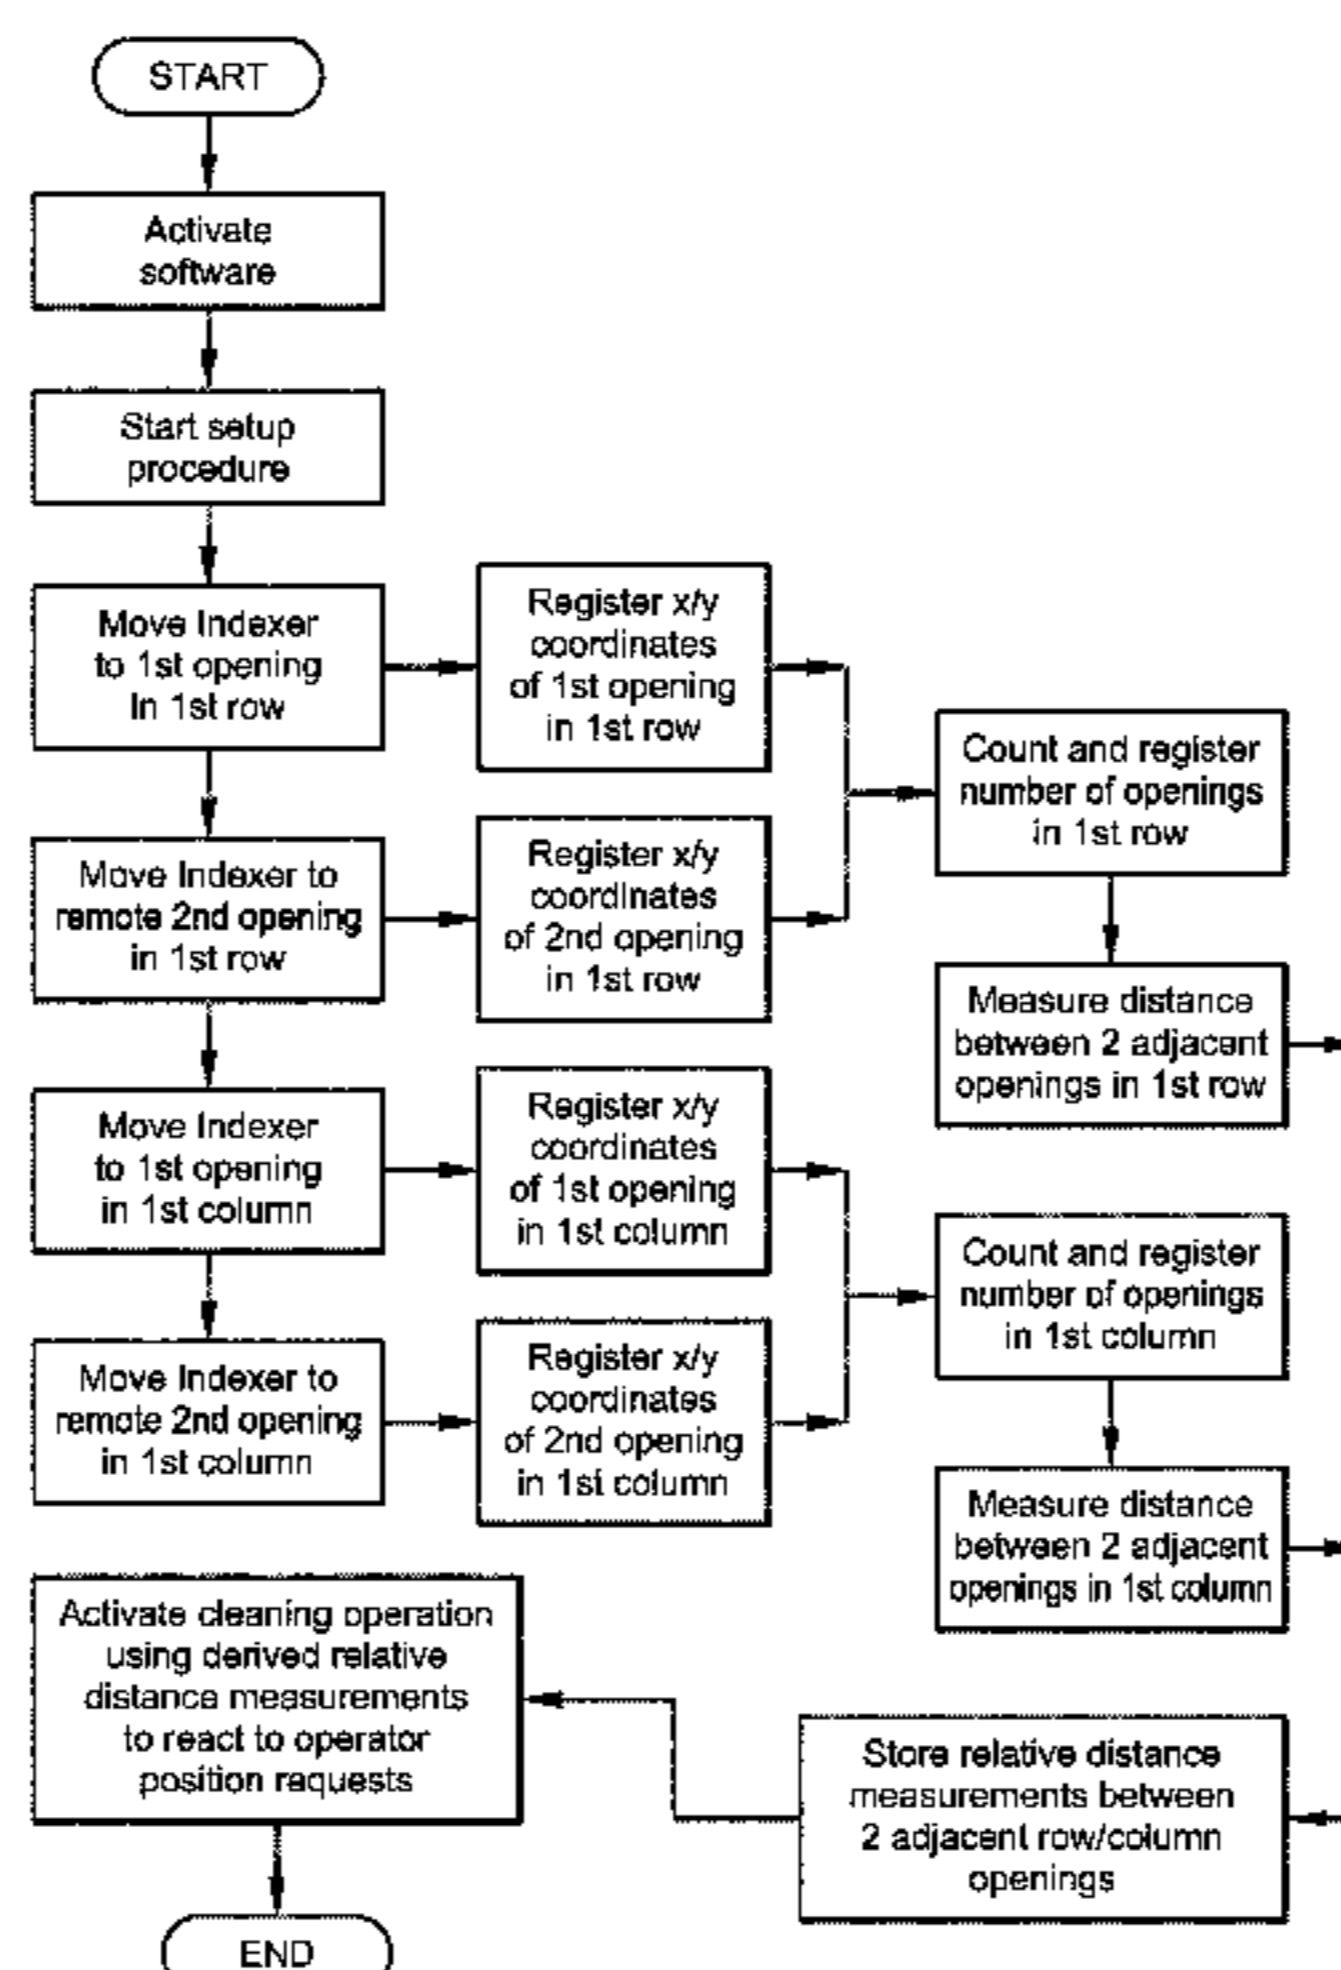 START
Activate
software
Start setup
procedure
Move Indexer
to 1st opening
In 1st row
Register x/y
coordinates
of 1st opening
in 1st row
Move Indexer to
remote 2nd opening
in 1st row
Register x/y
coordinates
of 2nd opening
in 1st row
Count and register
number of openings
in 1st row
Measure distance
between 2 adjacent
openings in 1st row
Move Indexer
to 1st opening
in 1st column
Register x/y
coordinates
of 1st opening
in 1st column
Move Indexer to
remote 2nd opening
in 1st column
Register x/y
coordinates
of 2nd opening
in 1st column
Count and register
number of openings
in 1st column
Measure distance
between 2 adjacent
openings in 1st column
Store relative distance
measurements between
2 adjacent row/column
openings
Activate cleaning operation
using derived relative
distance measurements
to react to operator
position requests
END